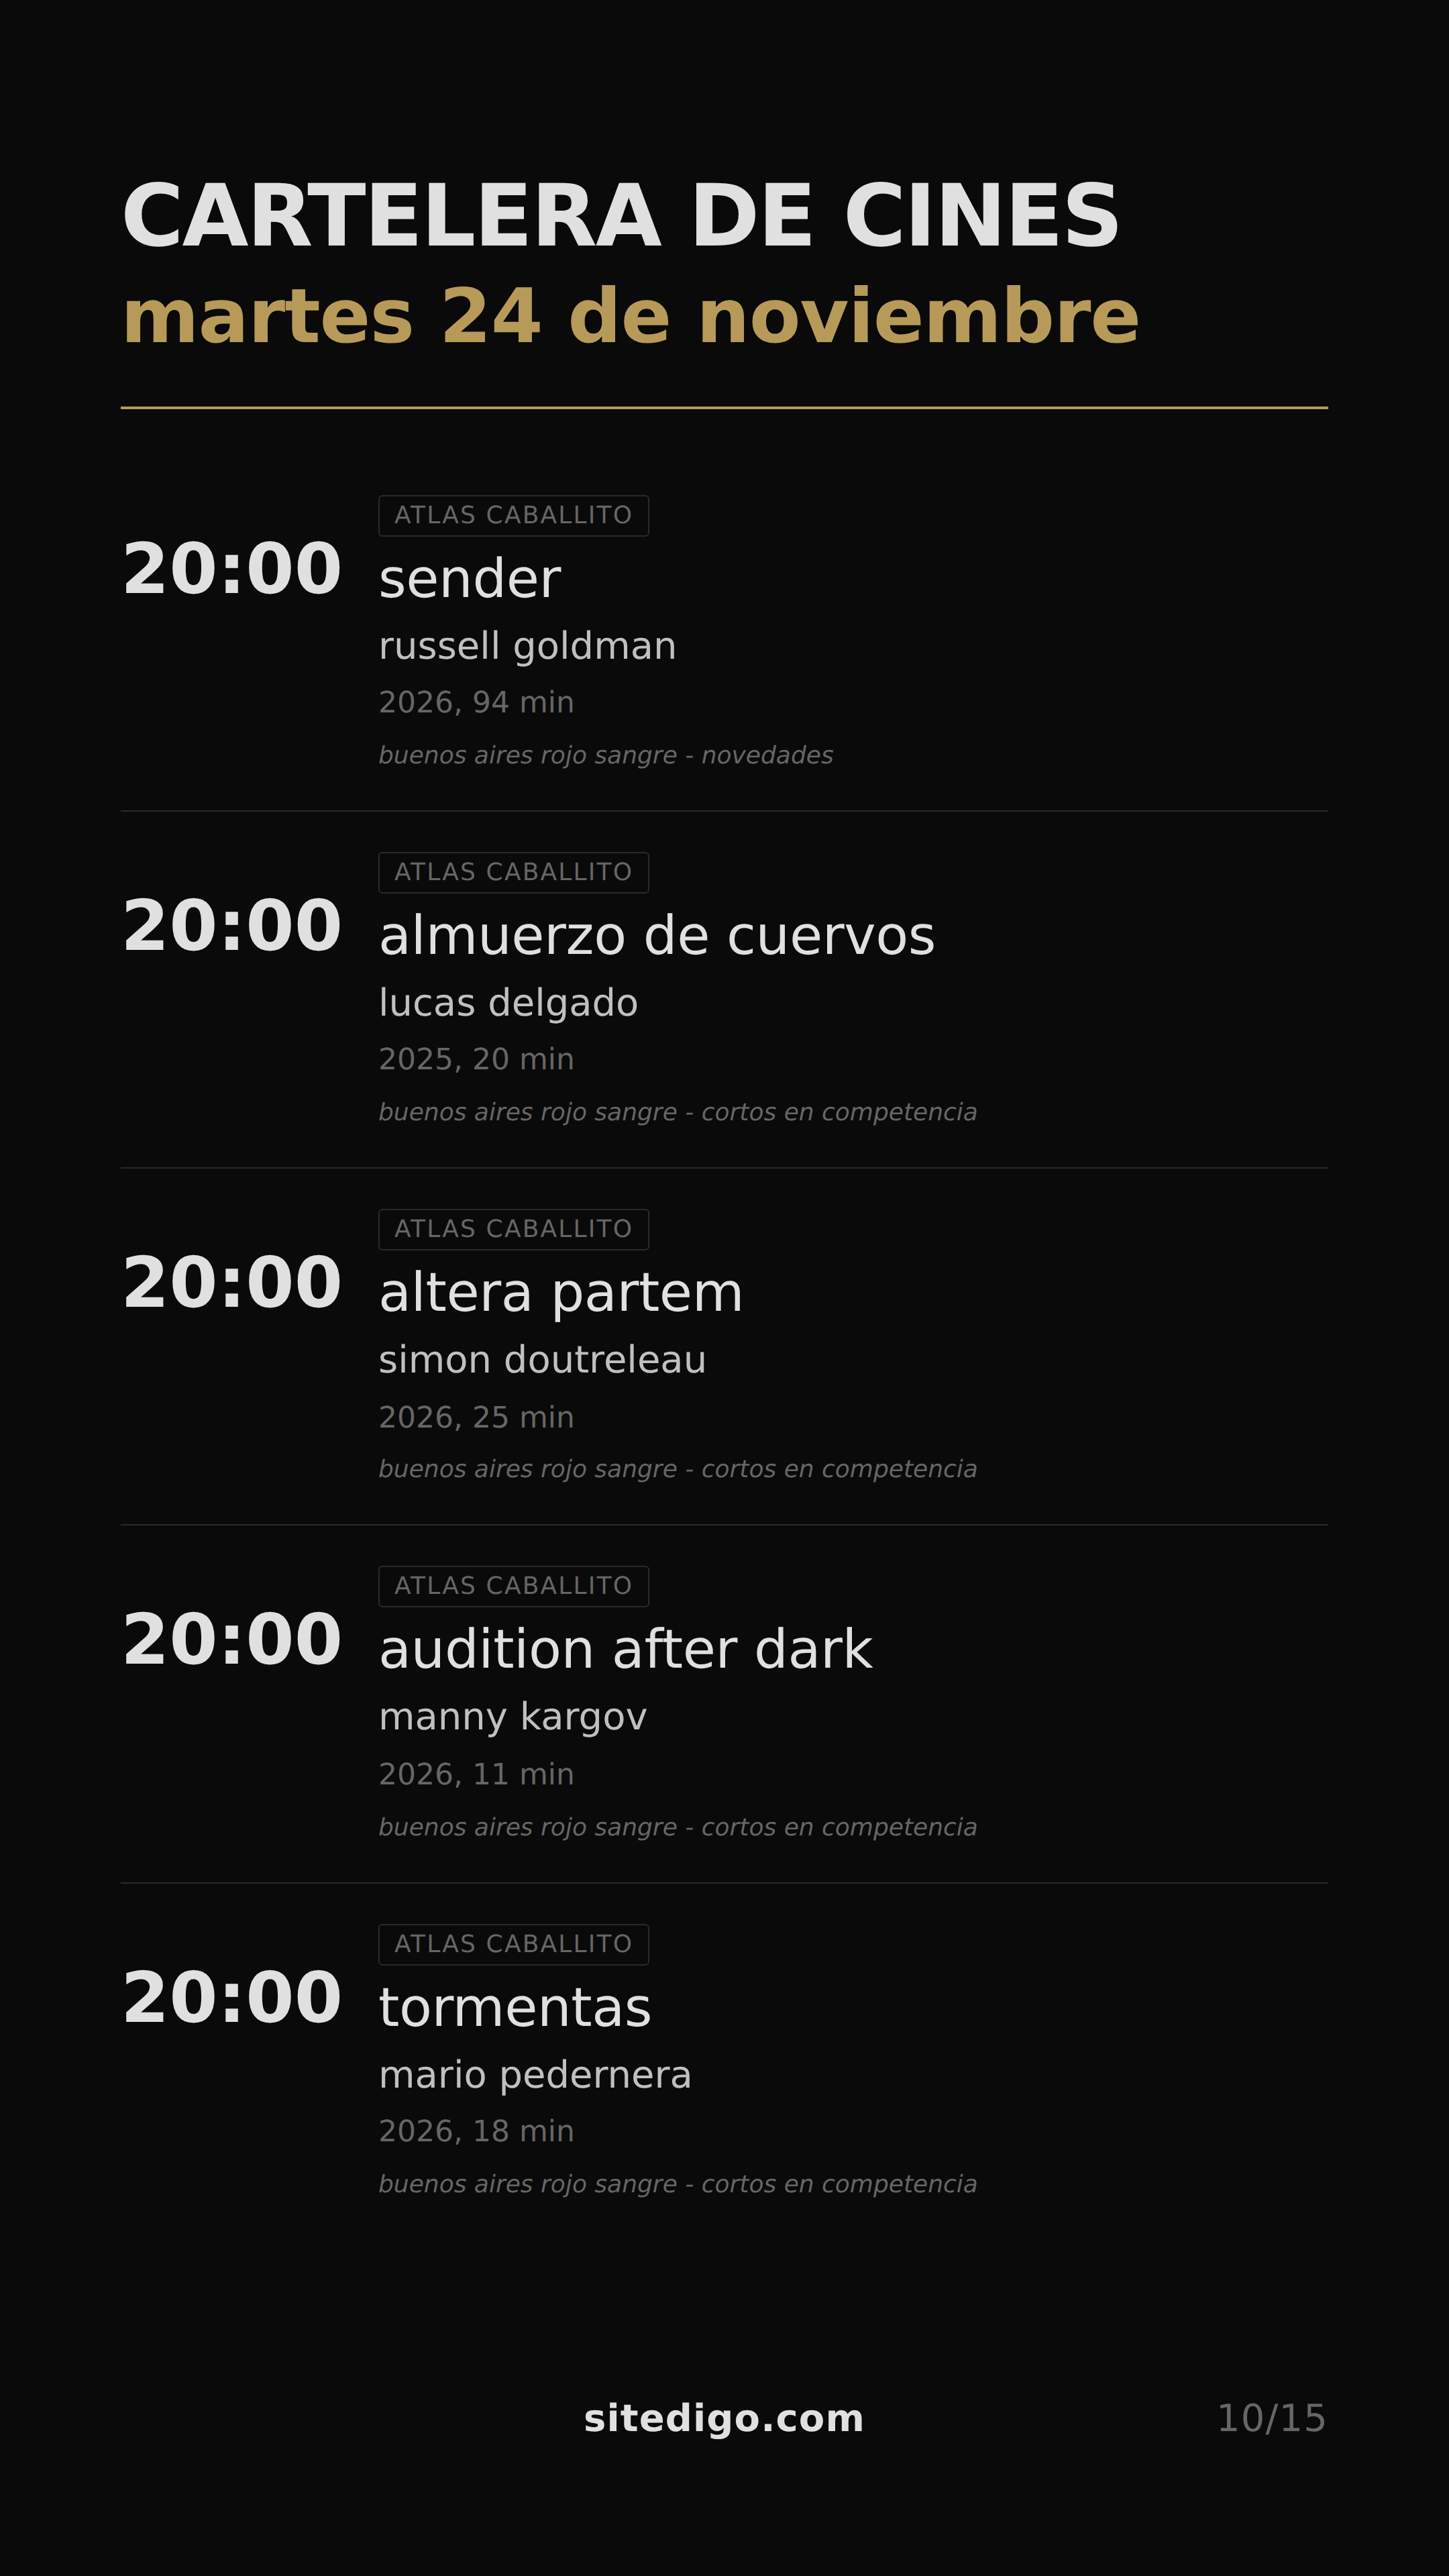 CARTELERA DE CINES
martes 24 de noviembre
ATLAS CABALLITO
20:00
sender
russell goldman
2026, 94 min
buenos aires rojo sangre - novedades
ATLAS CABALLITO
20:00
almuerzo de cuervos
lucas delgado
2025, 20 min
buenos aires rojo sangre - cortos en competencia
ATLAS CABALLITO
20:00
altera partem
simon doutreleau
2026, 25 min
buenos aires rojo sangre - cortos en competencia
ATLAS CABALLITO
20:00
audition after dark
manny kargov
2026, 11 min
buenos aires rojo sangre - cortos en competencia
ATLAS CABALLITO
20:00
tormentas
mario pedernera
2026, 18 min
buenos aires rojo sangre - cortos en competencia
sitedigo.com
10/15